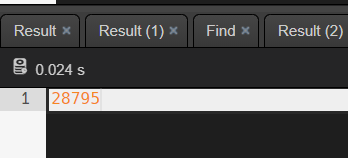 Result × Result (1) × Find × Result (2)
0.024 s
1 28795